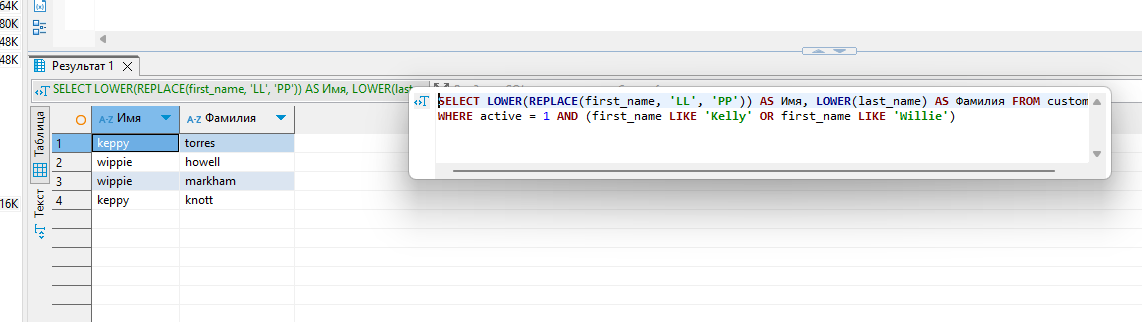 64K
80K
48K
48K
16K
Результат 1
SELECT LOWER(REPLACE(first_name, 'LL', 'PP')) AS Имя, LOWER(last_
SELECT LOWER(REPLACE(first_name, 'LL', 'PP')) AS Имя, LOWER(last_name) AS Фамилия FROM custom
WHERE active = 1 AND (first_name LIKE 'Kelly' OR first_name LIKE 'Willie')
Таблица
Текст
A-Z Имя A-Z Фамилия
1 keppy torres
2 wippie howell
3 wippie markham
4 keppy knott